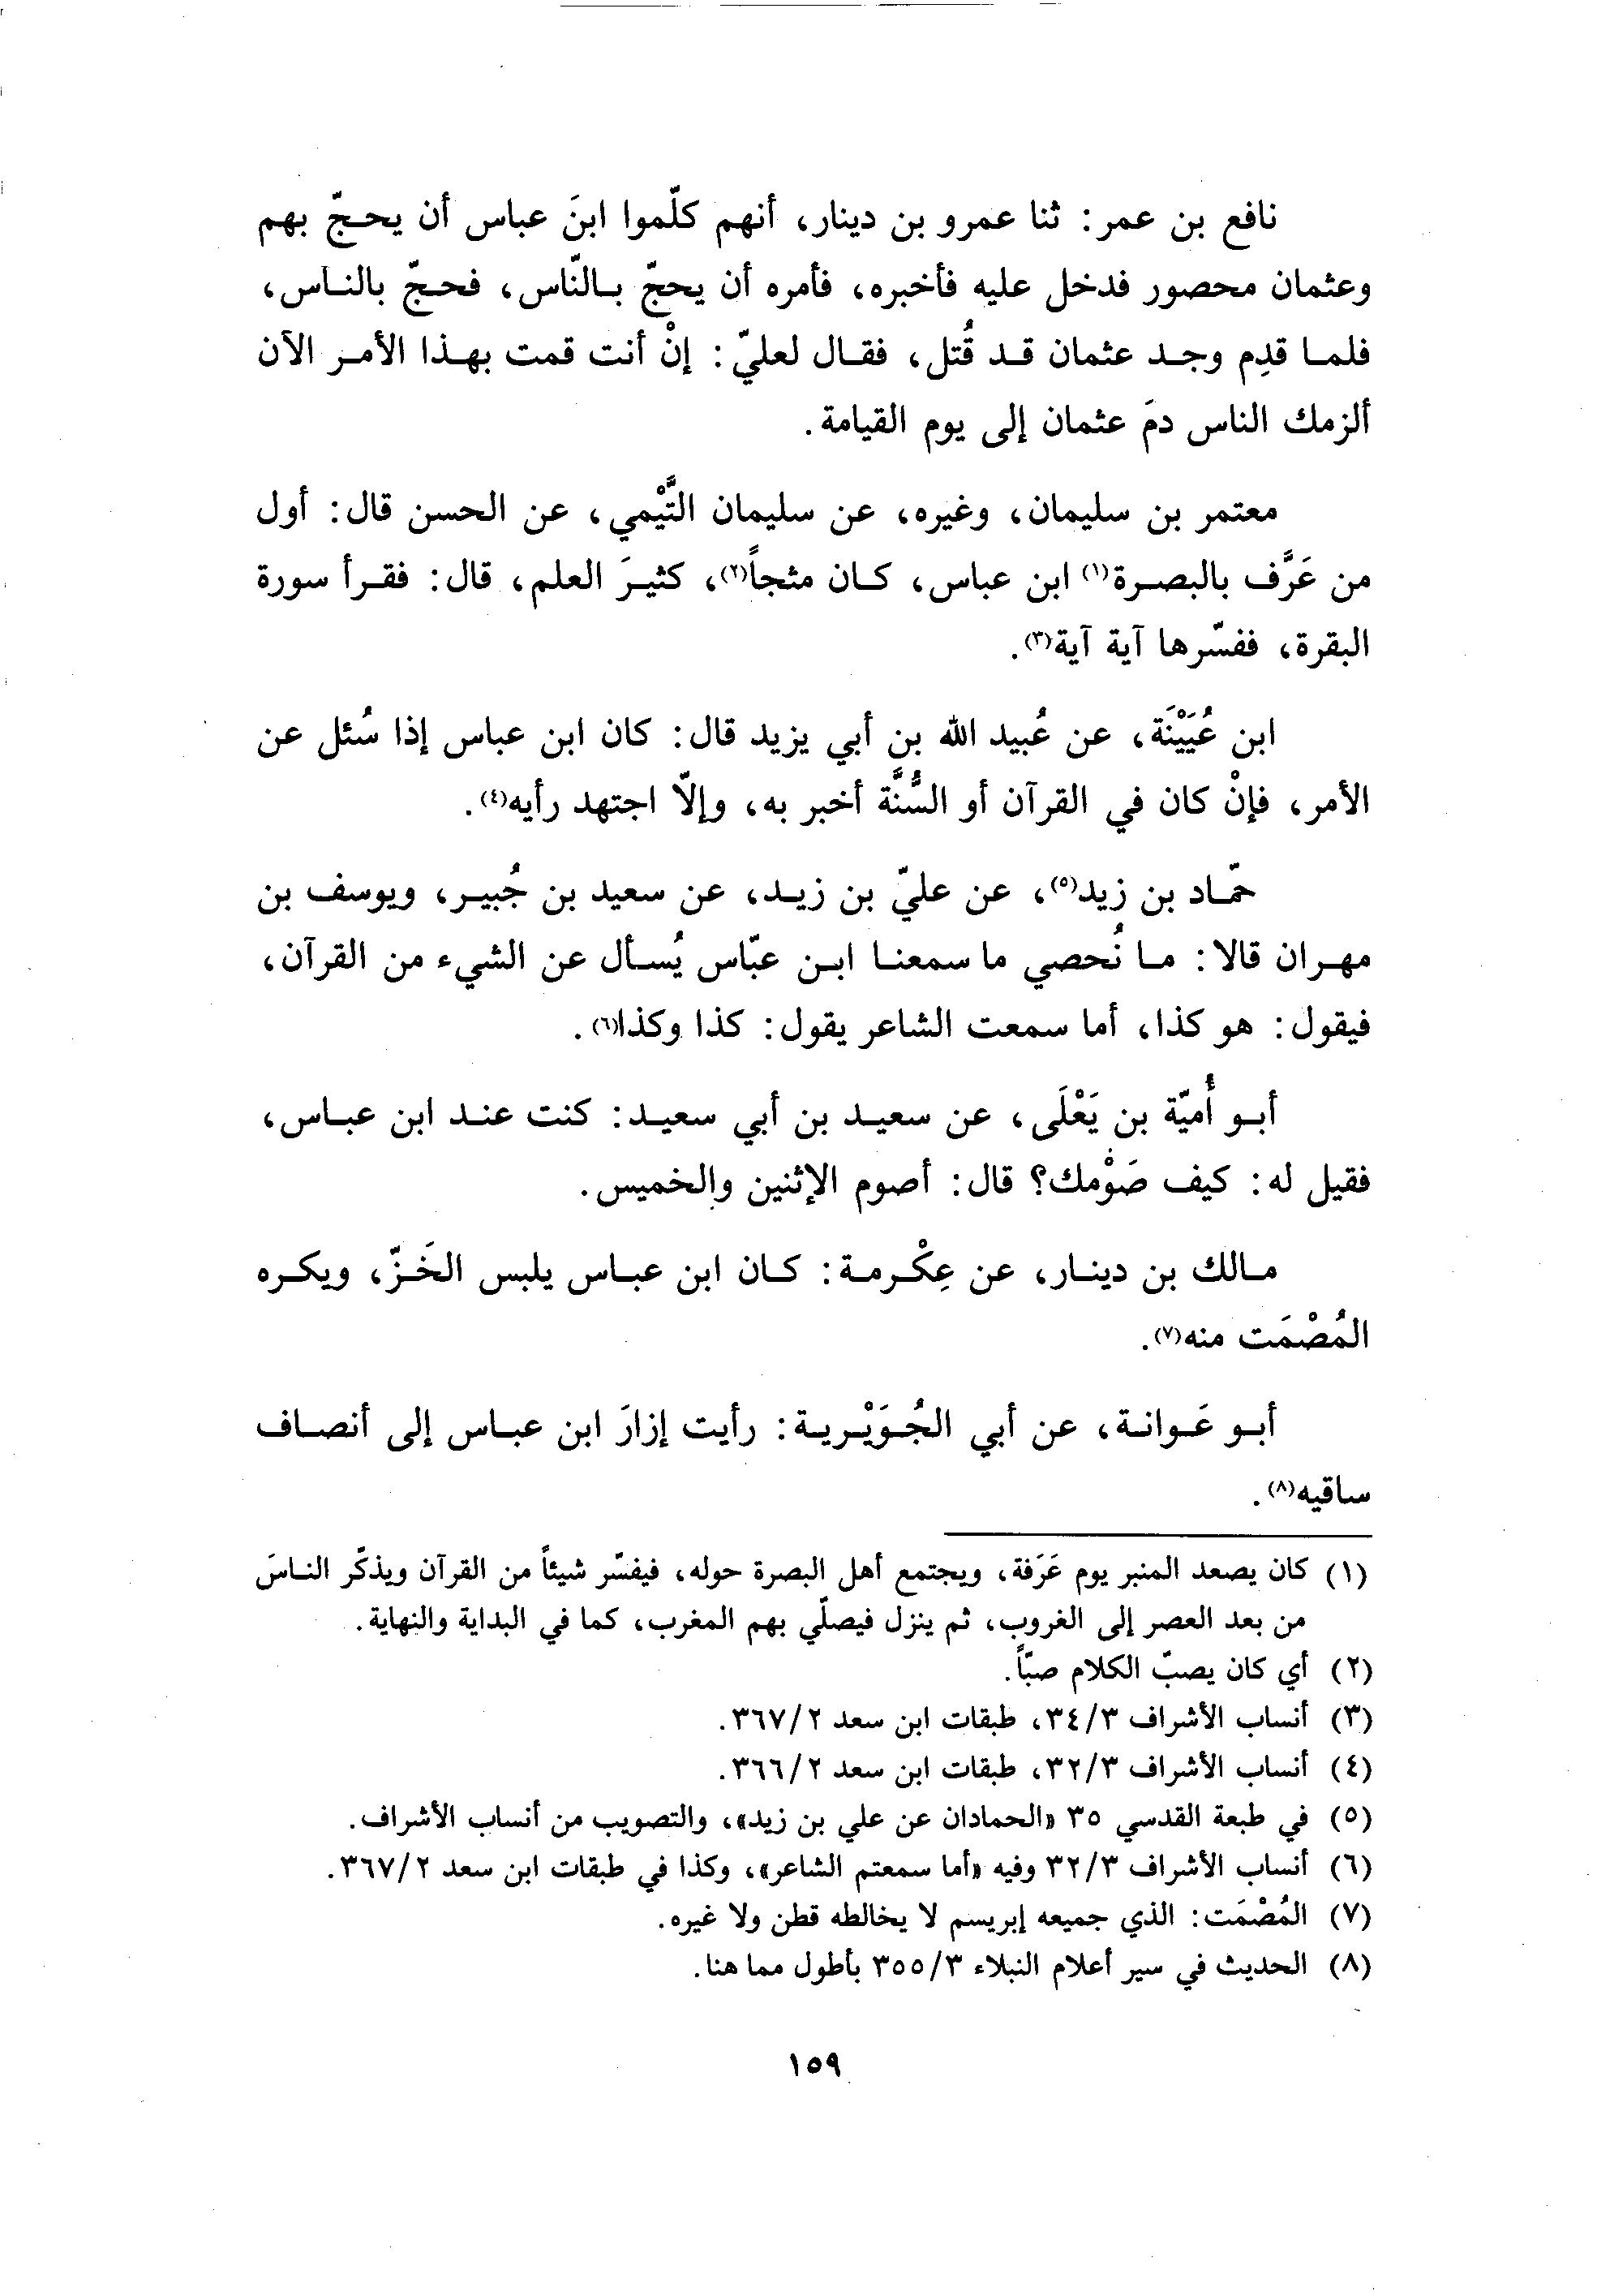 نافع بن عمر: ثنا عمرو بن دينار، أنهم كلّموا ابنَ عباس أن يحجّ بهم
وعثمان محصور فدخل عليه فأخبره، فأمره أن يحجّ بالنّاس، فحجّ بالناس،
فلما قدِم وجد عثمان قد قُتل، فقال لعليّ: إنْ أنت قمت بهذا الأمر الآن
ألزمك الناس دمَ عثمان إلى يوم القيامة.
معتمر بن سليمان، وغيره، عن سليمان التَّيْمي، عن الحسن قال: أول
من عَرَّف بالبصرة(١) ابن عباس، كان مثجاً(٢)، كثيرَ العلم، قال: فقرأ سورة
البقرة، ففسّرها آية آية(٣).
ابن عُيَيْنَة، عن عُبيد الله بن أبي يزيد قال: كان ابن عباس إذا سُئل عن
الأمر، فإنْ كان في القرآن أو السُّنَّة أخبر به، وإلاّ اجتهد رأيه(٤).
حمّاد بن زيد(٥)، عن عليّ بن زيد، عن سعيد بن جُبير، ويوسف بن
مهران قالا: ما نُحصي ما سمعنا ابن عبّاس يُسأل عن الشيء من القرآن،
فيقول: هو كذا، أما سمعت الشاعر يقول: كذا وكذا(٦).
أبو أُميّة بن يَعْلَى، عن سعيد بن أبي سعيد: كنت عند ابن عباس،
فقيل له: كيف صَوْمك؟ قال: أصوم الإثنين والخميس.
مالك بن دينار، عن عِكْرمة: كان ابن عباس يلبس الخَزّ، ويكره
المُصْمَت منه(٧).
أبو عَوانة، عن أبي الجُوَيْرية: رأيت إزارَ ابن عباس إلى أنصاف
ساقيه(٨).
(١) كان يصعد المنبر يوم عَرَفة، ويجتمع أهل البصرة حوله، فيفسّر شيئاً من القرآن ويذكّر الناسَ
من بعد العصر إلى الغروب، ثم ينزل فيصلّي بهم المغرب، كما في البداية والنهاية.
(٢) أي كان يصبّ الكلام صبّاً.
(٣) أنساب الأشراف ٣٤/٣، طبقات ابن سعد ٣٦٧/٢.
(٤) أنساب الأشراف ٣٢/٣، طبقات ابن سعد ٣٦٦/٢.
(٥) في طبعة القدسي ٣٥ «الحمادان عن علي بن زيد»، والتصويب من أنساب الأشراف.
(٦) أنساب الأشراف ٣٢/٣ وفيه «أما سمعتم الشاعر»، وكذا في طبقات ابن سعد ٣٦٧/٢.
(٧) المُصْمَت: الذي جميعه إبريسم لا يخالطه قطن ولا غيره.
(٨) الحديث في سير أعلام النبلاء ٣٥٥/٣ بأطول مما هنا.
١٥٩